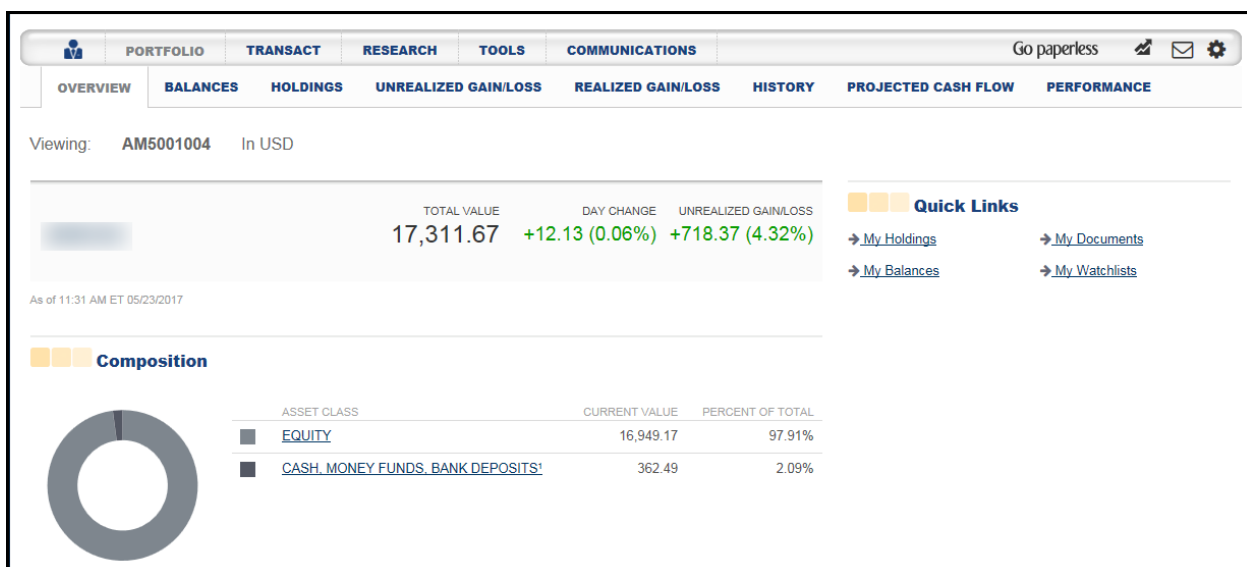 PORTFOLIO TRANSACT RESEARCH TOOLS COMMUNICATIONS Go paperless
OVERVIEW BALANCES HOLDINGS UNREALIZED GAIN/LOSS REALIZED GAIN/LOSS HISTORY PROJECTED CASH FLOW PERFORMANCE
Viewing: AM5001004 In USD
TOTAL VALUE DAY CHANGE UNREALIZED GAIN/LOSS
17,311.67 +12.13 (0.06%) +718.37 (4.32%)
As of 11:31 AM ET 05/23/2017
Quick Links
My Holdings My Documents
My Balances My Watchlists
Composition
ASSET CLASS CURRENT VALUE PERCENT OF TOTAL
EQUITY 16,949.17 97.91%
CASH, MONEY FUNDS, BANK DEPOSITS¹ 362.49 2.09%